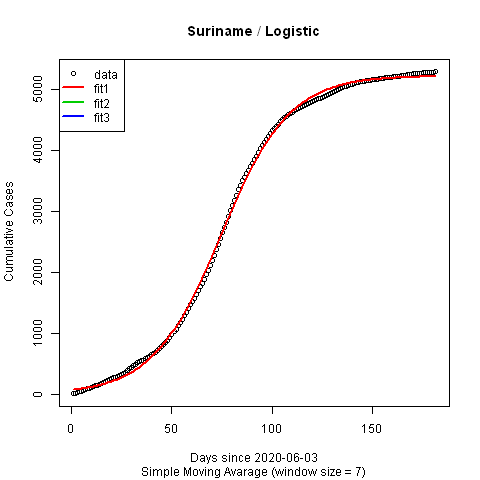 Suriname / Logistic
data
fit1
fit2
fit3
Cumulative Cases
5000
4000
3000
2000
1000
0
0 50 100 150
Days since 2020-06-03
Simple Moving Avarage (window size = 7)